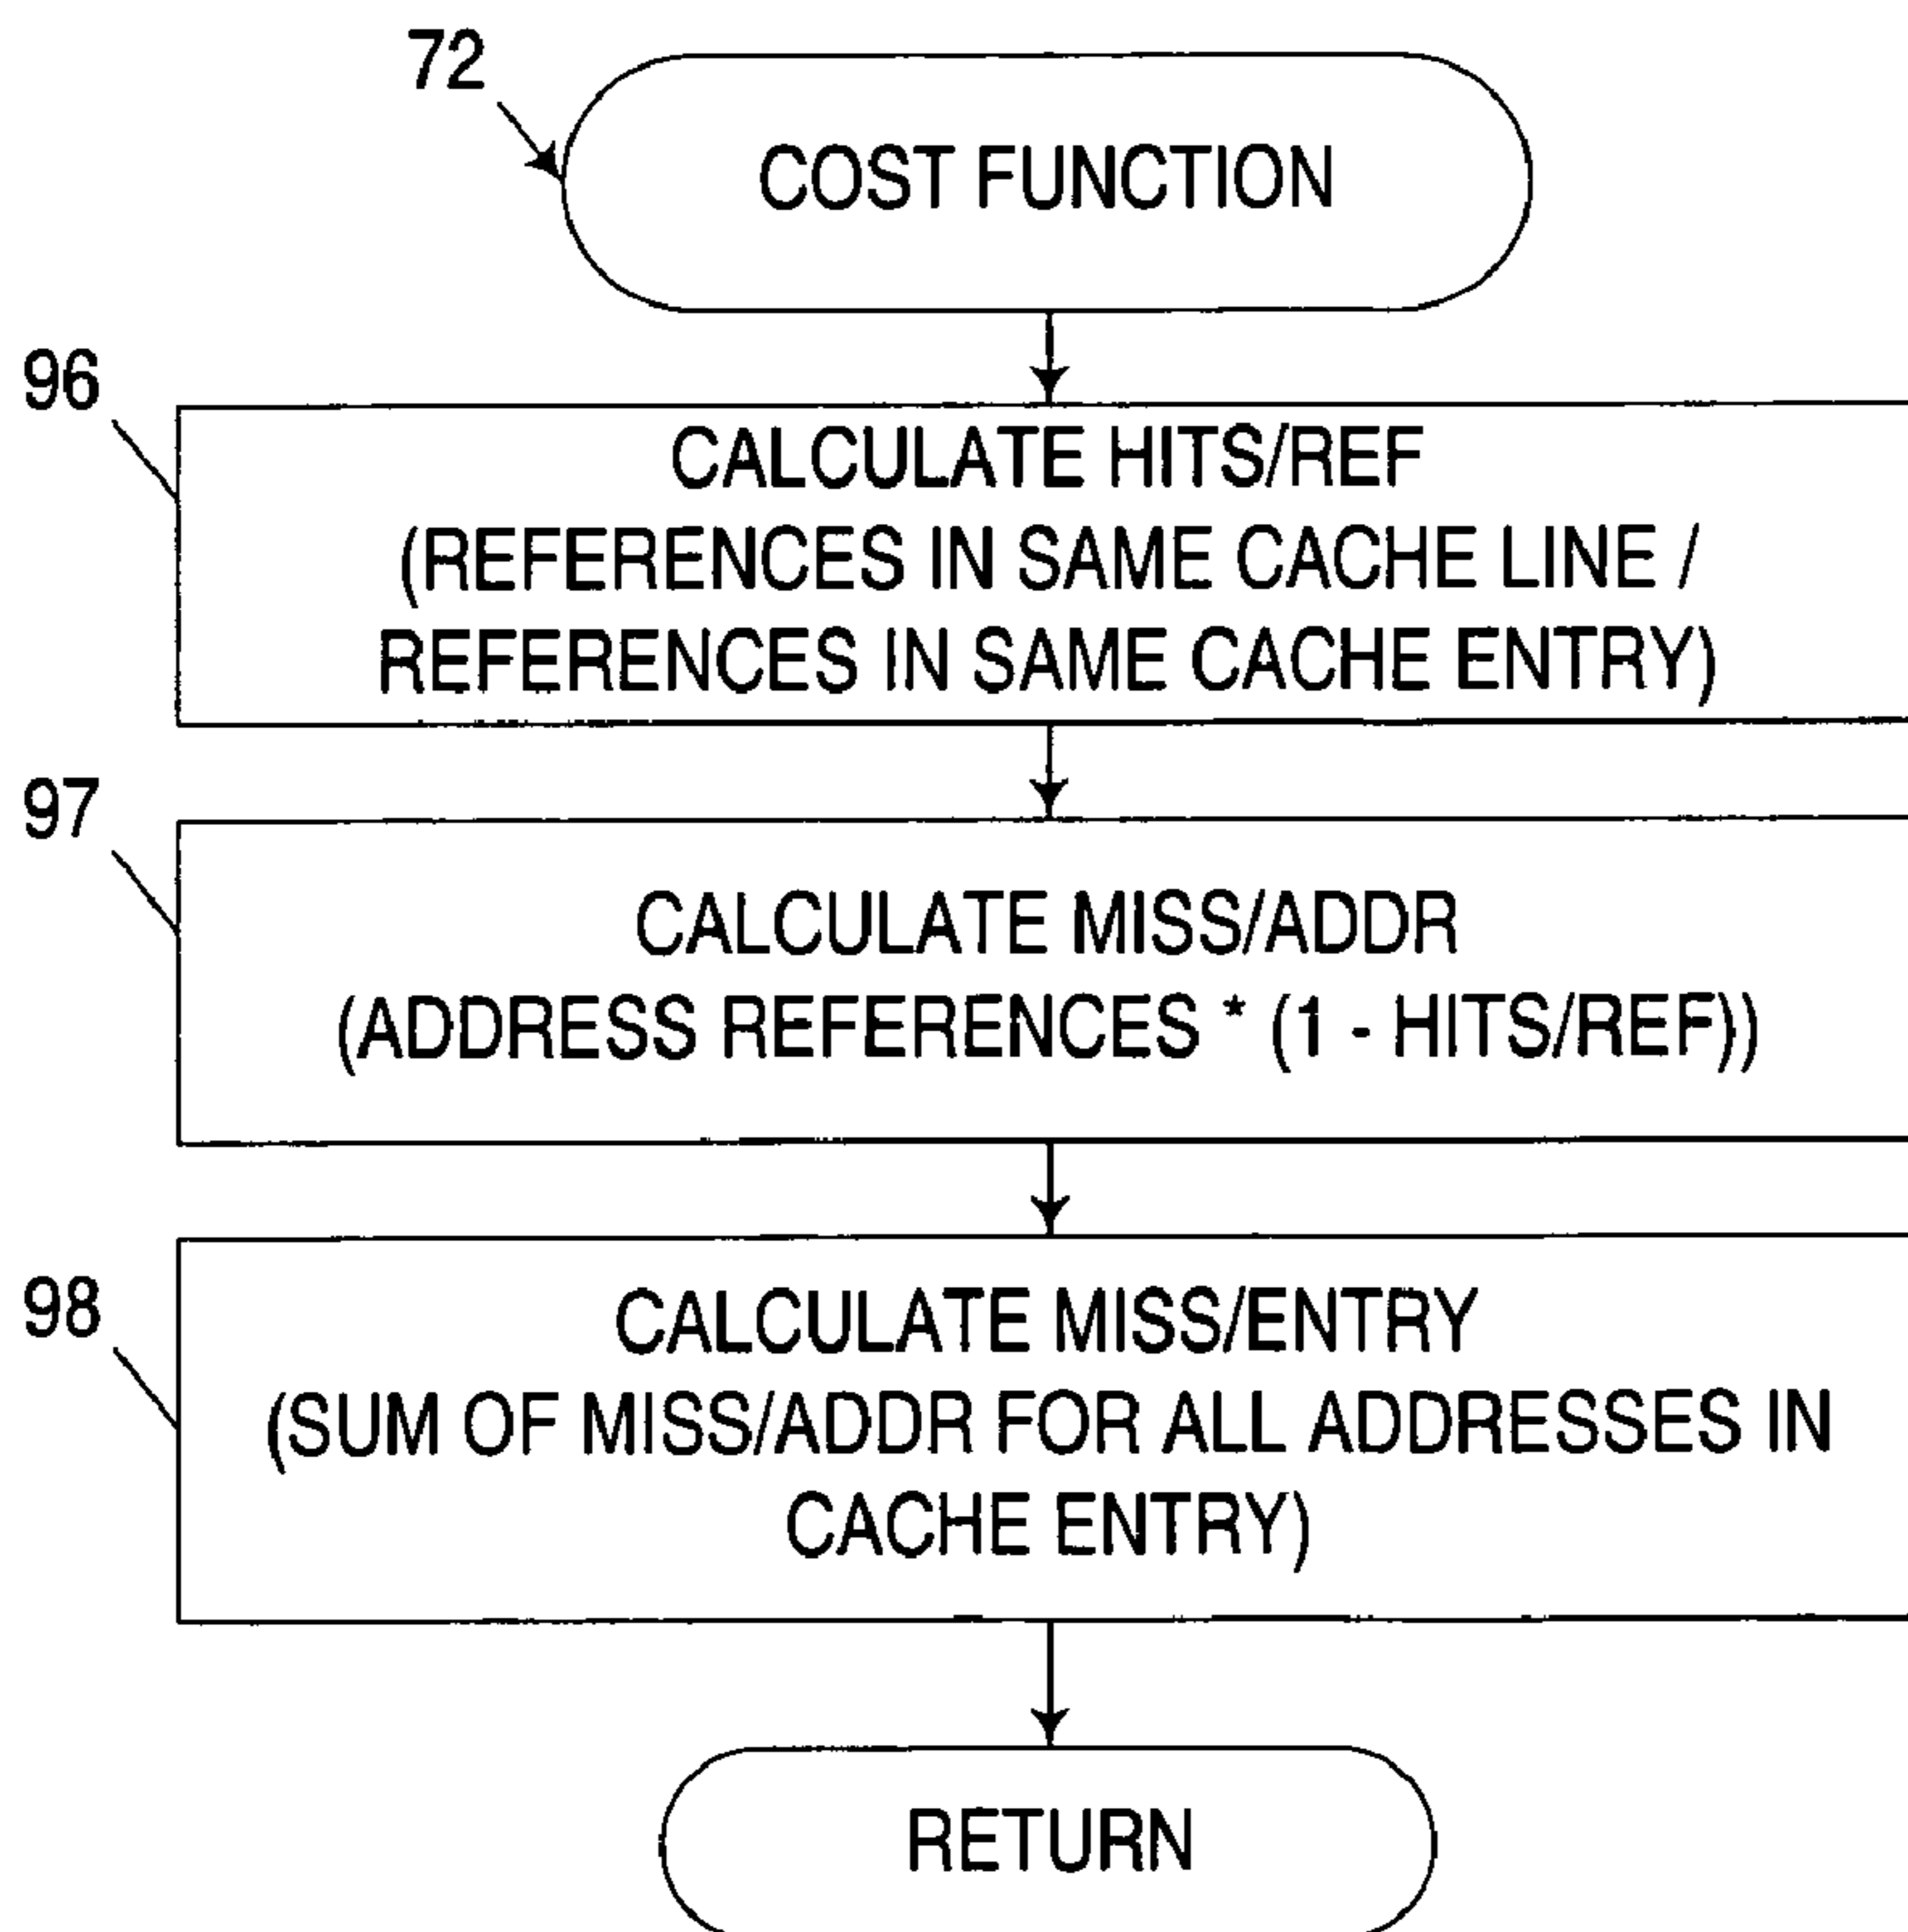 72
COST FUNCTION
96
CALCULATE HITS/REF
(REFERENCES IN SAME CACHE LINE /
REFERENCES IN SAME CACHE ENTRY)
97
CALCULATE MISS/ADDR
(ADDRESS REFERENCES * (1 - HITS/REF))
98
CALCULATE MISS/ENTRY
(SUM OF MISS/ADDR FOR ALL ADDRESSES IN
CACHE ENTRY)
RETURN